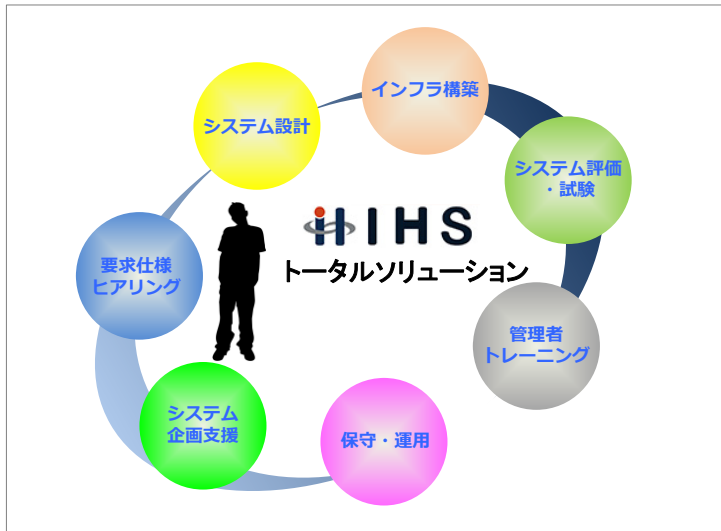 インフラ構築
システム設計
システム評価
・試験
IHS
トータルソリューション
要求仕様
ヒアリング
管理者
トレーニング
システム
企画支援
保守・運用